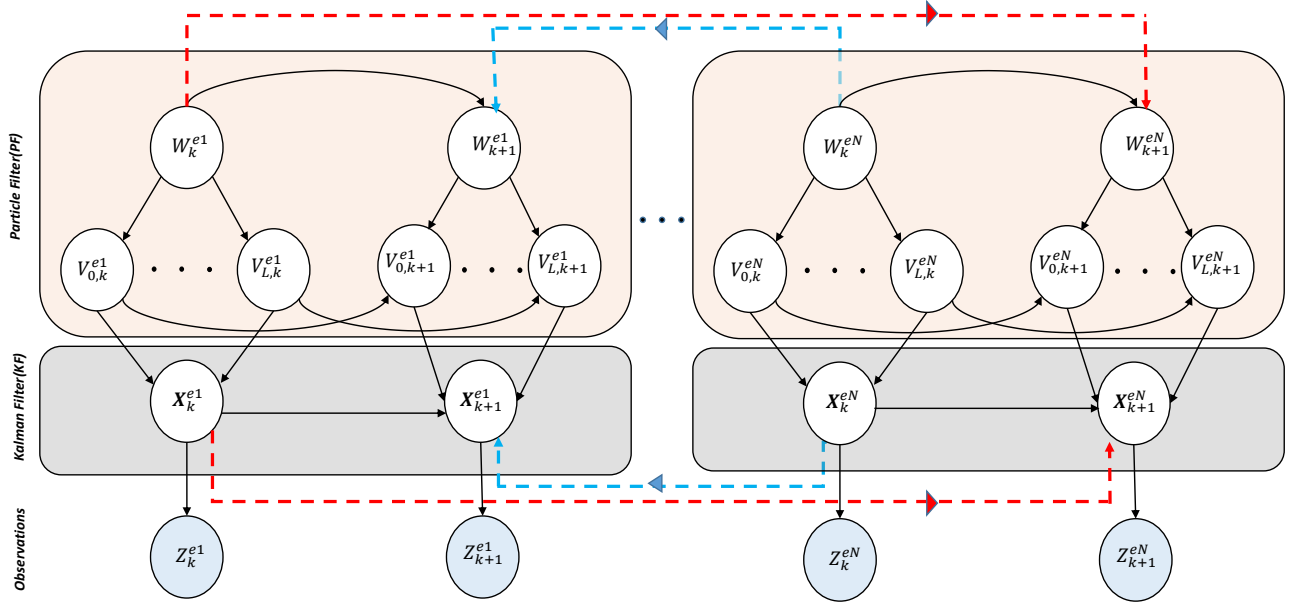 Particle Filter(PF)
W_k^{e1}
W_{k+1}^{e1}
W_k^{eN}
W_{k+1}^{eN}
V_{0,k}^{e1}
V_{L,k}^{e1}
V_{0,k+1}^{e1}
V_{L,k+1}^{e1}
V_{0,k}^{eN}
V_{L,k}^{eN}
V_{0,k+1}^{eN}
V_{L,k+1}^{eN}
Kalman Filter(KF)
X_k^{e1}
X_{k+1}^{e1}
X_k^{eN}
X_{k+1}^{eN}
Observations
Z_k^{e1}
Z_{k+1}^{e1}
Z_k^{eN}
Z_{k+1}^{eN}